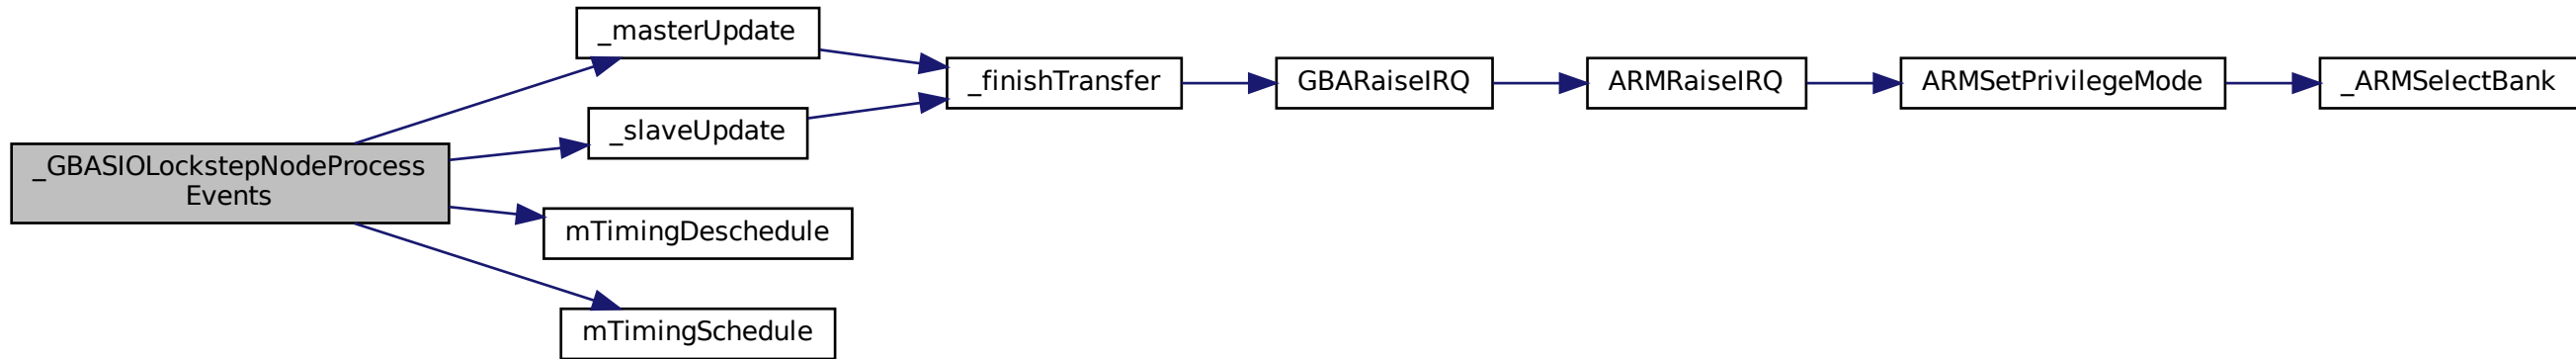 _GBASIOLockstepNodeProcess
Events
_masterUpdate
_slaveUpdate
mTimingDeschedule
mTimingSchedule
_finishTransfer
GBARaiseIRQ
ARMRaiseIRQ
ARMSetPrivilegeMode
_ARMSelectBank